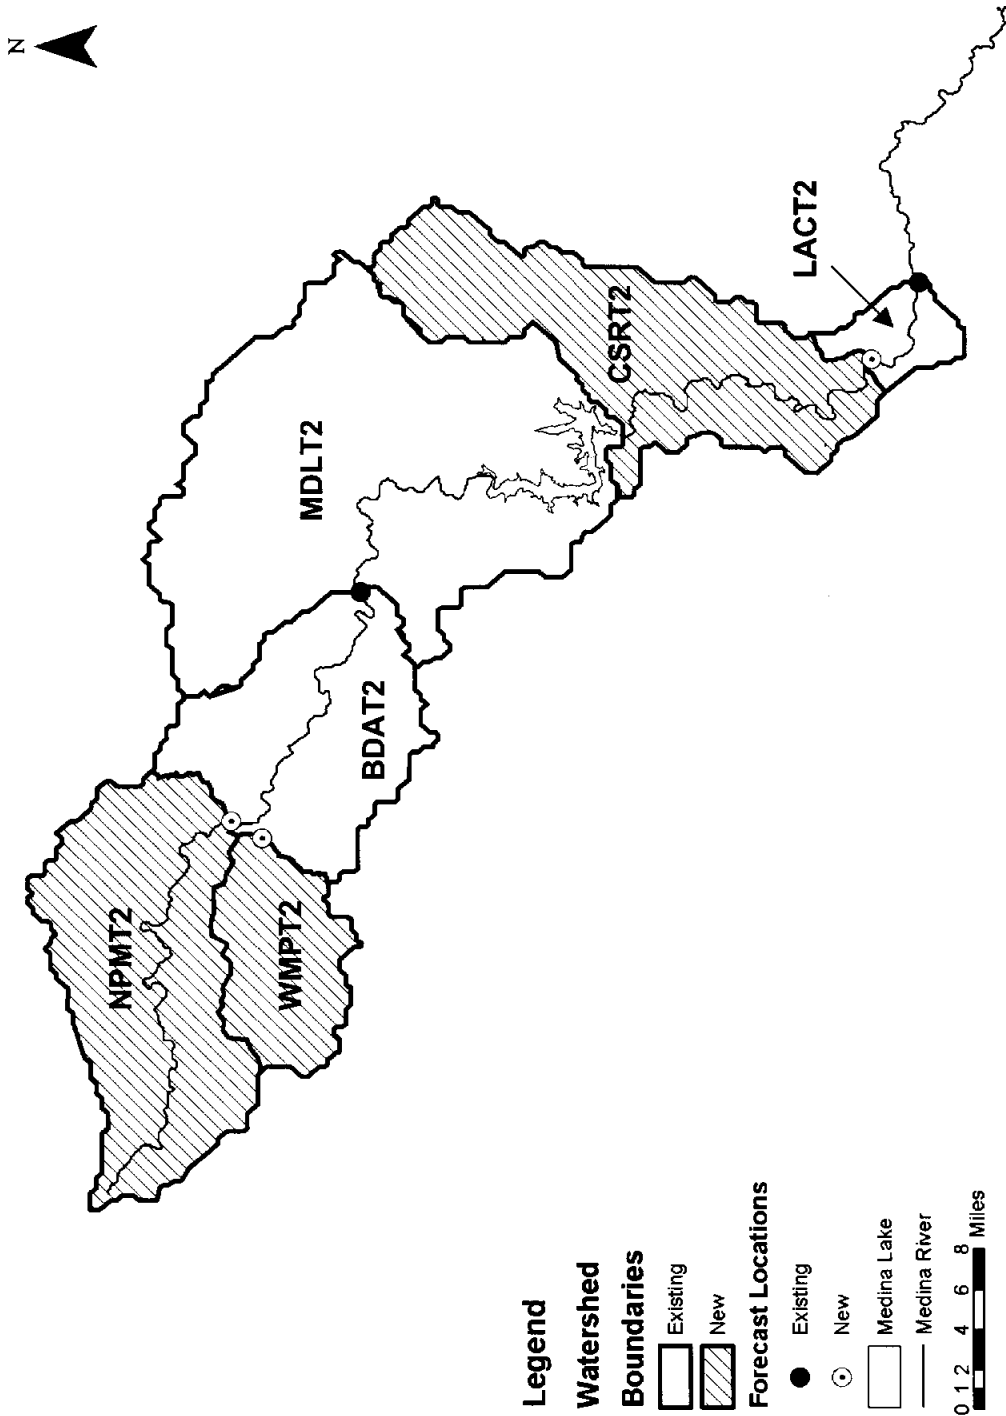 N
NPMT2
WMPT2
BDAT2
MDLT2
CSRT2
LACT2
Legend
Watershed
Boundaries
Existing
New
Forecast Locations
Existing
New
Medina Lake
Medina River
0 1 2 4 6 8
Miles